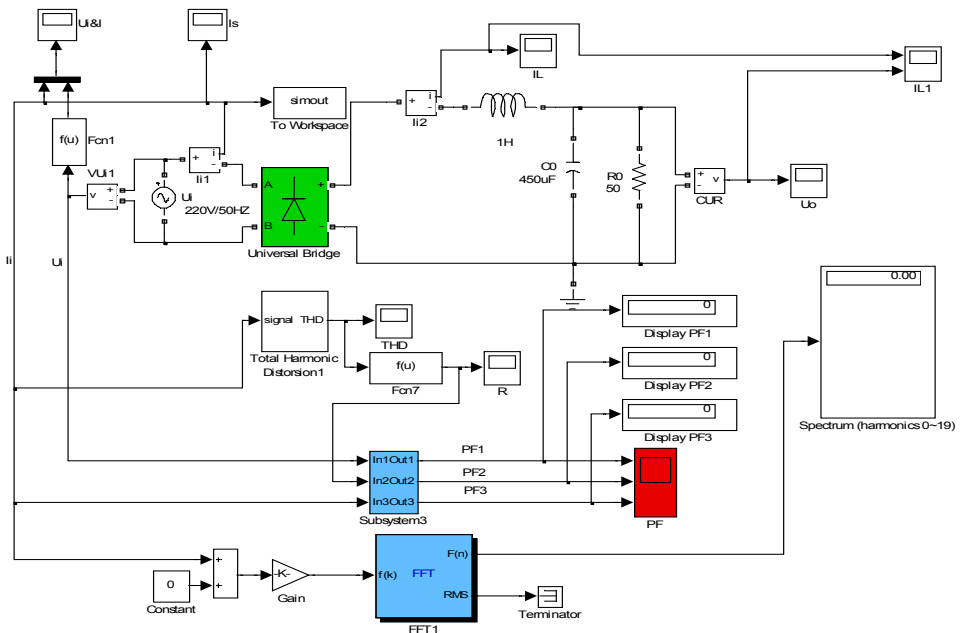 Ui&I
Is
IL
IL1
simout
To Workspace
+
i
-
Ii2
1H
f(u)
Fcn1
VUi1
v
+
-
+
i
-
Ii1
Ui
220V/50HZ
A
B
+
-
Universal Bridge
C0
450uF
R0
50
+
-
v
CUR
Uo
Ii
Ui
0.00
Spectrum (harmonics 0~19)
signal THD
Total Harmonic
Distorsion1
THD
f(u)
Fcn7
R
0
Display PF1
0
Display PF2
0
Display PF3
In1Out1
In2Out2
In3Out3
Subsystem3
PF1
PF2
PF3
PF
+
+
0
Constant
-K-
Gain
f(k)
FFT
F(n)
RMS
FFT1
Terminator